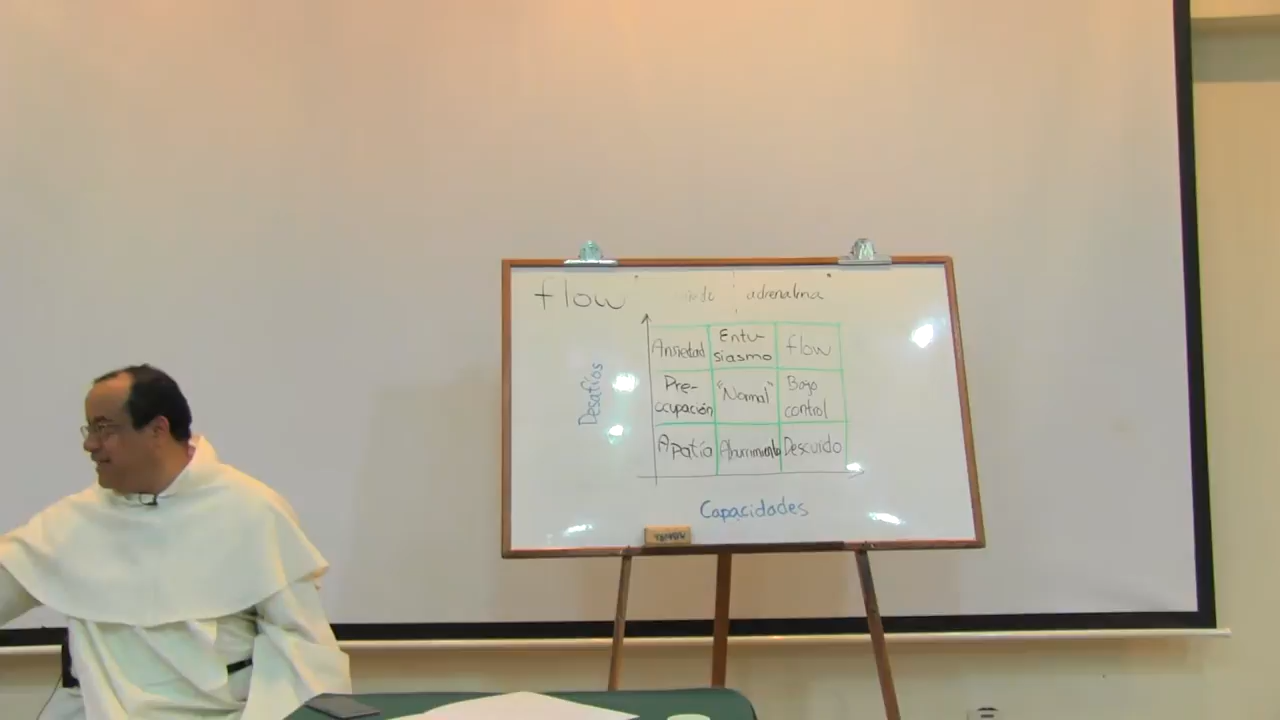 flow
adrenalina
Ansiedad
Entu-
siasmo
flow
Desafíos
Pre-
ocupación
"Normal"
Bajo
control
Apatía
Aburrimiento
Descuido
Capacidades